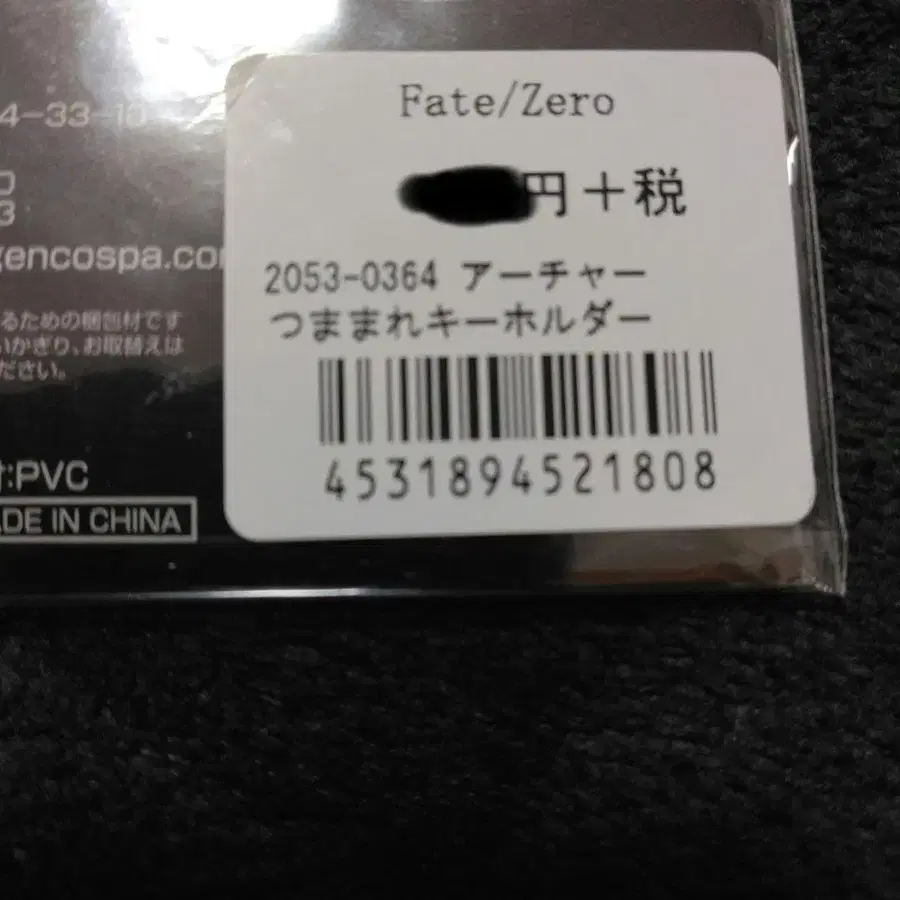 Fate/Zero
円+税
2053-0364 アーチャー
つままれキーホルダー
4531894521808
4-33-10
3
encospa.co
るための梱包材です
いかぎり、お取替えは
ださい。
:PVC
ADE IN CHINA